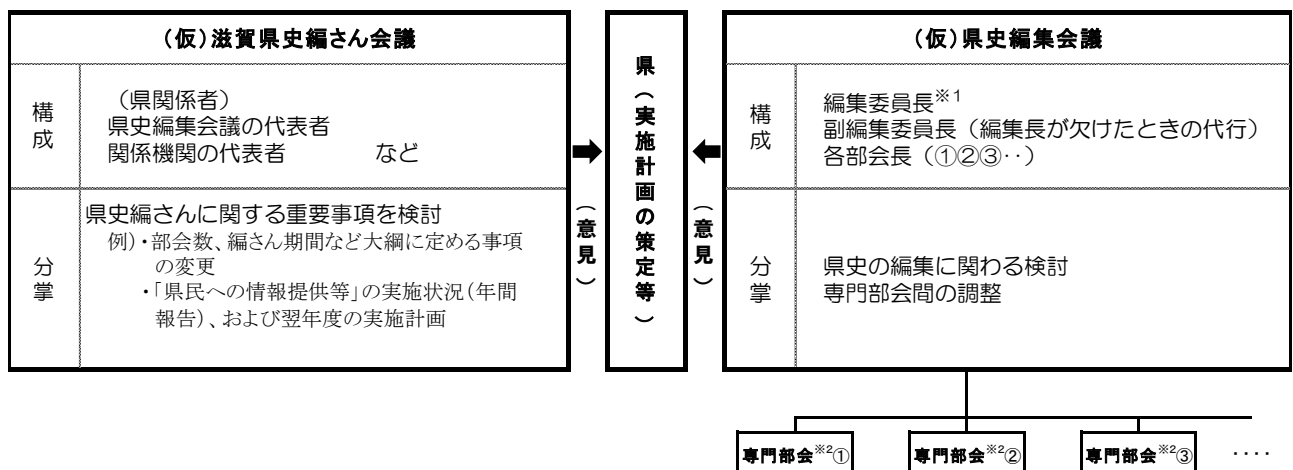 (仮)滋賀県史編さん会議
構成
（県関係者）
県史編集会議の代表者
関係機関の代表者　　　など
分掌
県史編さんに関する重要事項を検討
例)・部会数、編さん期間など大綱に定める事項
の変更
・「県民への情報提供等」の実施状況(年間
報告)、および翌年度の実施計画
（意見）
県（実施計画の策定等）
（意見）
(仮)県史編集会議
構成
編集委員長※1
副編集委員長（編集長が欠けたときの代行）
各部会長（①②③‥）
分掌
県史の編集に関わる検討
専門部会間の調整
専門部会※2①
専門部会※2②
専門部会※2③
‥‥